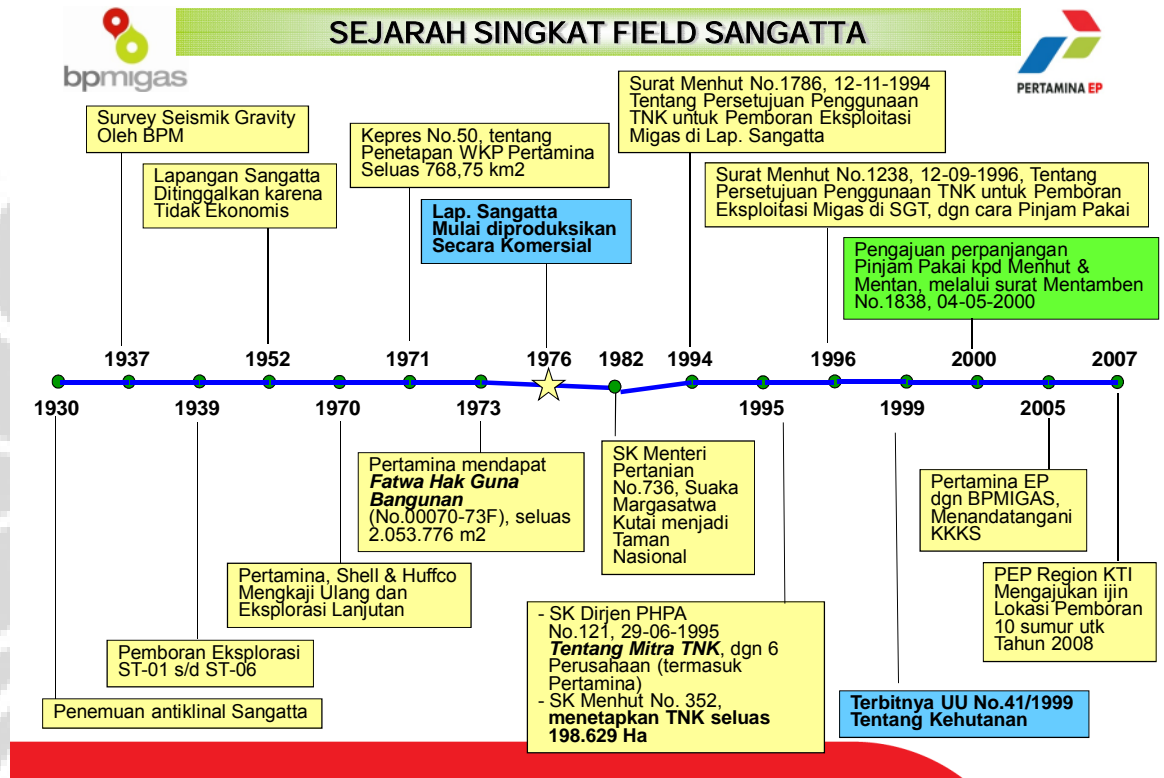 SEJARAH SINGKAT FIELD SANGATTA
bpmigas
PERTAMINA EP
Survey Seismik Gravity
Oleh BPM
Lapangan Sangatta
Ditinggalkan karena
Tidak Ekonomis
Kepres No.50, tentang
Penetapan WKP Pertamina
Seluas 768,75 km2
Lap. Sangatta
Mulai diproduksikan
Secara Komersial
Surat Menhut No.1786, 12-11-1994
Tentang Persetujuan Penggunaan
TNK untuk Pemboran Eksploitasi
Migas di Lap. Sangatta
Surat Menhut No.1238, 12-09-1996, Tentang
Persetujuan Penggunaan TNK untuk Pemboran
Eksploitasi Migas di SGT, dgn cara Pinjam Pakai
Pengajuan perpanjangan
Pinjam Pakai kpd Menhut &
Mentan, melalui surat Mentamben
No.1838, 04-05-2000
1937
1952
1971
1976
1982
1994
1996
2000
2007
1930
1939
1970
1973
1995
1999
2005
Pertamina mendapat
Fatwa Hak Guna
Bangunan
(No.00070-73F), seluas
2.053.776 m2
SK Menteri
Pertanian
No.736, Suaka
Margasatwa
Kutai menjadi
Taman
Nasional
Pertamina EP
dgn BPMIGAS,
Menandatangani
KKKS
Pertamina, Shell & Huffco
Mengkaji Ulang dan
Eksplorasi Lanjutan
PEP Region KTI
Mengajukan ijin
Lokasi Pemboran
10 sumur utk
Tahun 2008
- SK Dirjen PHPA
No.121, 29-06-1995
Tentang Mitra TNK, dgn 6
Perusahaan (termasuk
Pertamina)
- SK Menhut No. 352,
menetapkan TNK seluas
198.629 Ha
Pemboran Eksplorasi
ST-01 s/d ST-06
Terbitnya UU No.41/1999
Tentang Kehutanan
Penemuan antiklinal Sangatta